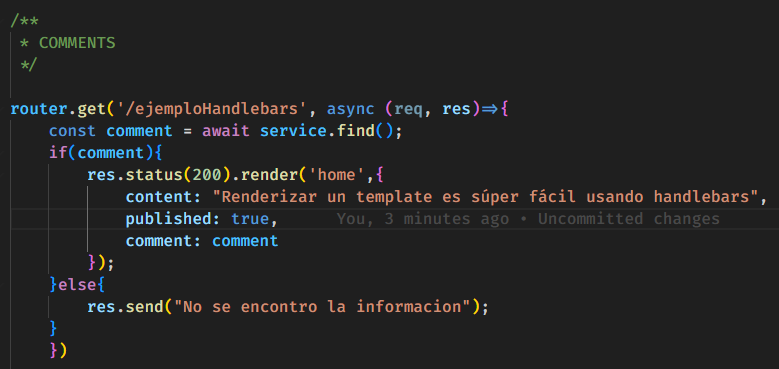 /**
 * COMMENTS
 */
router.get('/ejemploHandlebars', async (req, res)=>{
    const comment = await service.find();
    if(comment){
        res.status(200).render('home',{
            content: "Renderizar un template es súper fácil usando handlebars",
            published: true,      You, 3 minutes ago • Uncommitted changes
            comment: comment
        });
    }else{
        res.send("No se encontro la informacion");
    }
    })